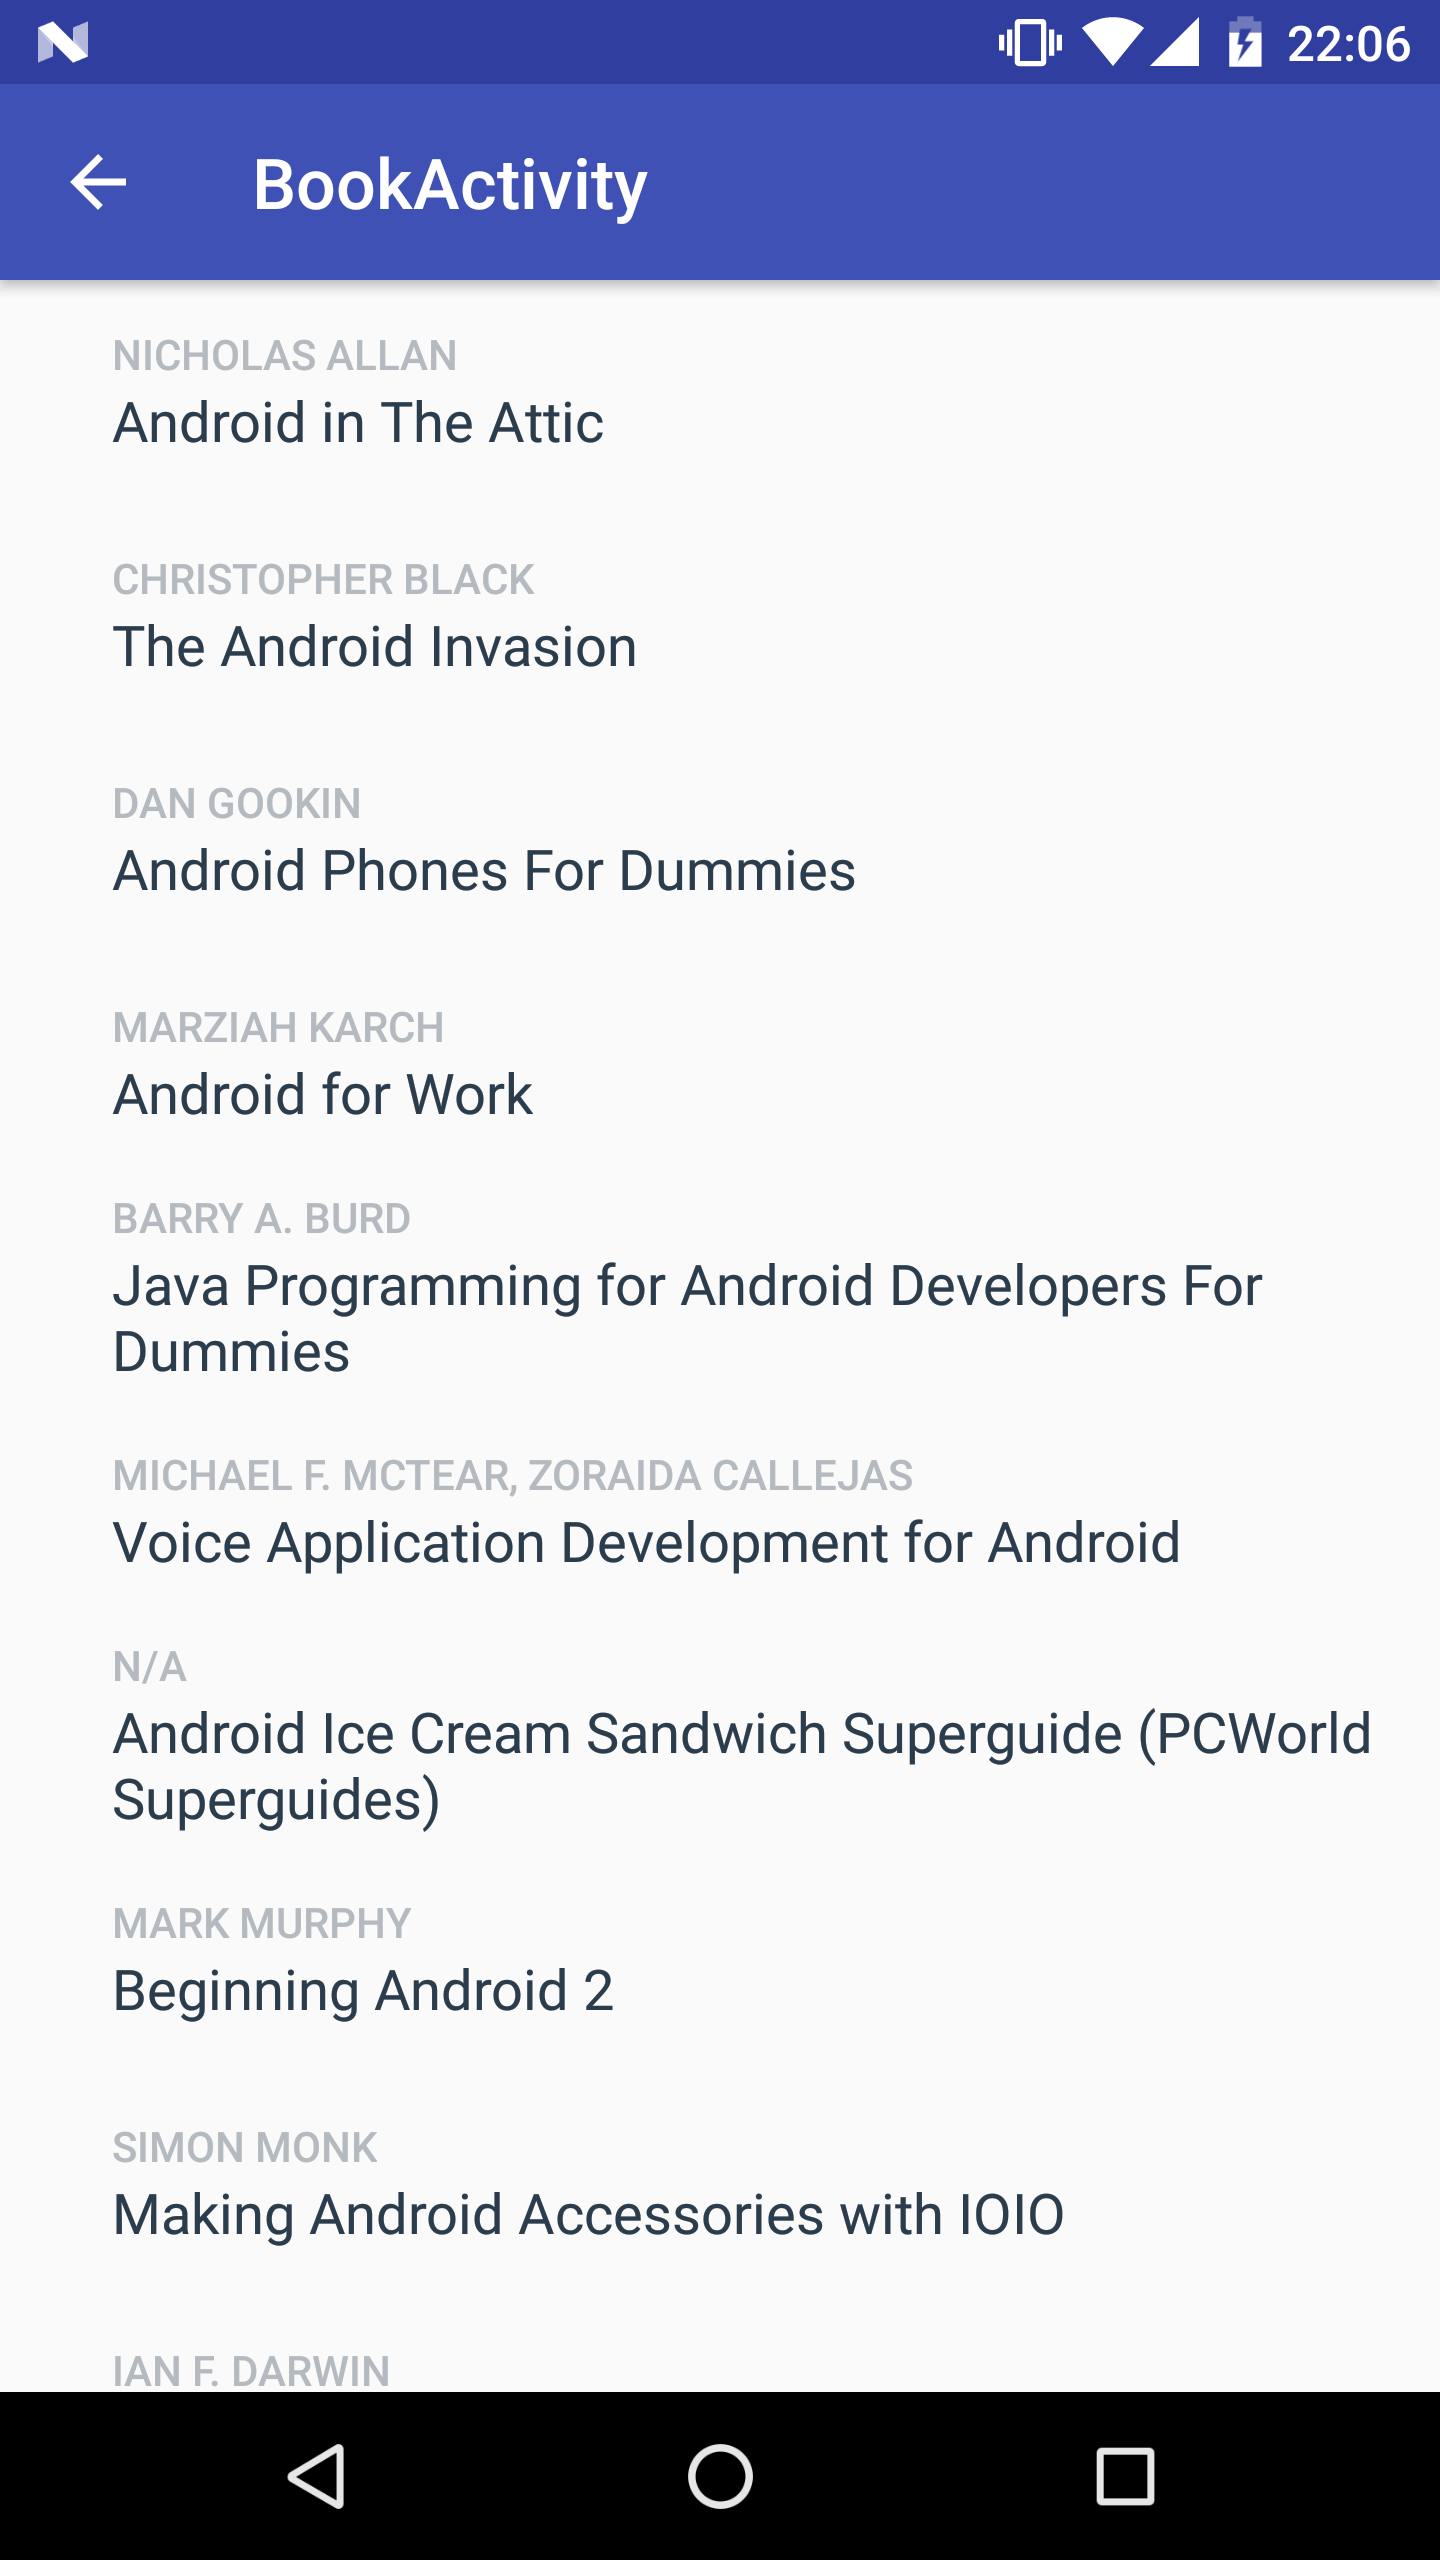 22:06
BookActivity
NICHOLAS ALLAN
Android in The Attic
CHRISTOPHER BLACK
The Android Invasion
DAN GOOKIN
Android Phones For Dummies
MARZIAH KARCH
Android for Work
BARRY A. BURD
Java Programming for Android Developers For
Dummies
MICHAEL F. MCTEAR, ZORAIDA CALLEJAS
Voice Application Development for Android
N/A
Android Ice Cream Sandwich Superguide (PCWorld
Superguides)
MARK MURPHY
Beginning Android 2
SIMON MONK
Making Android Accessories with IOIO
IAN F. DARWIN